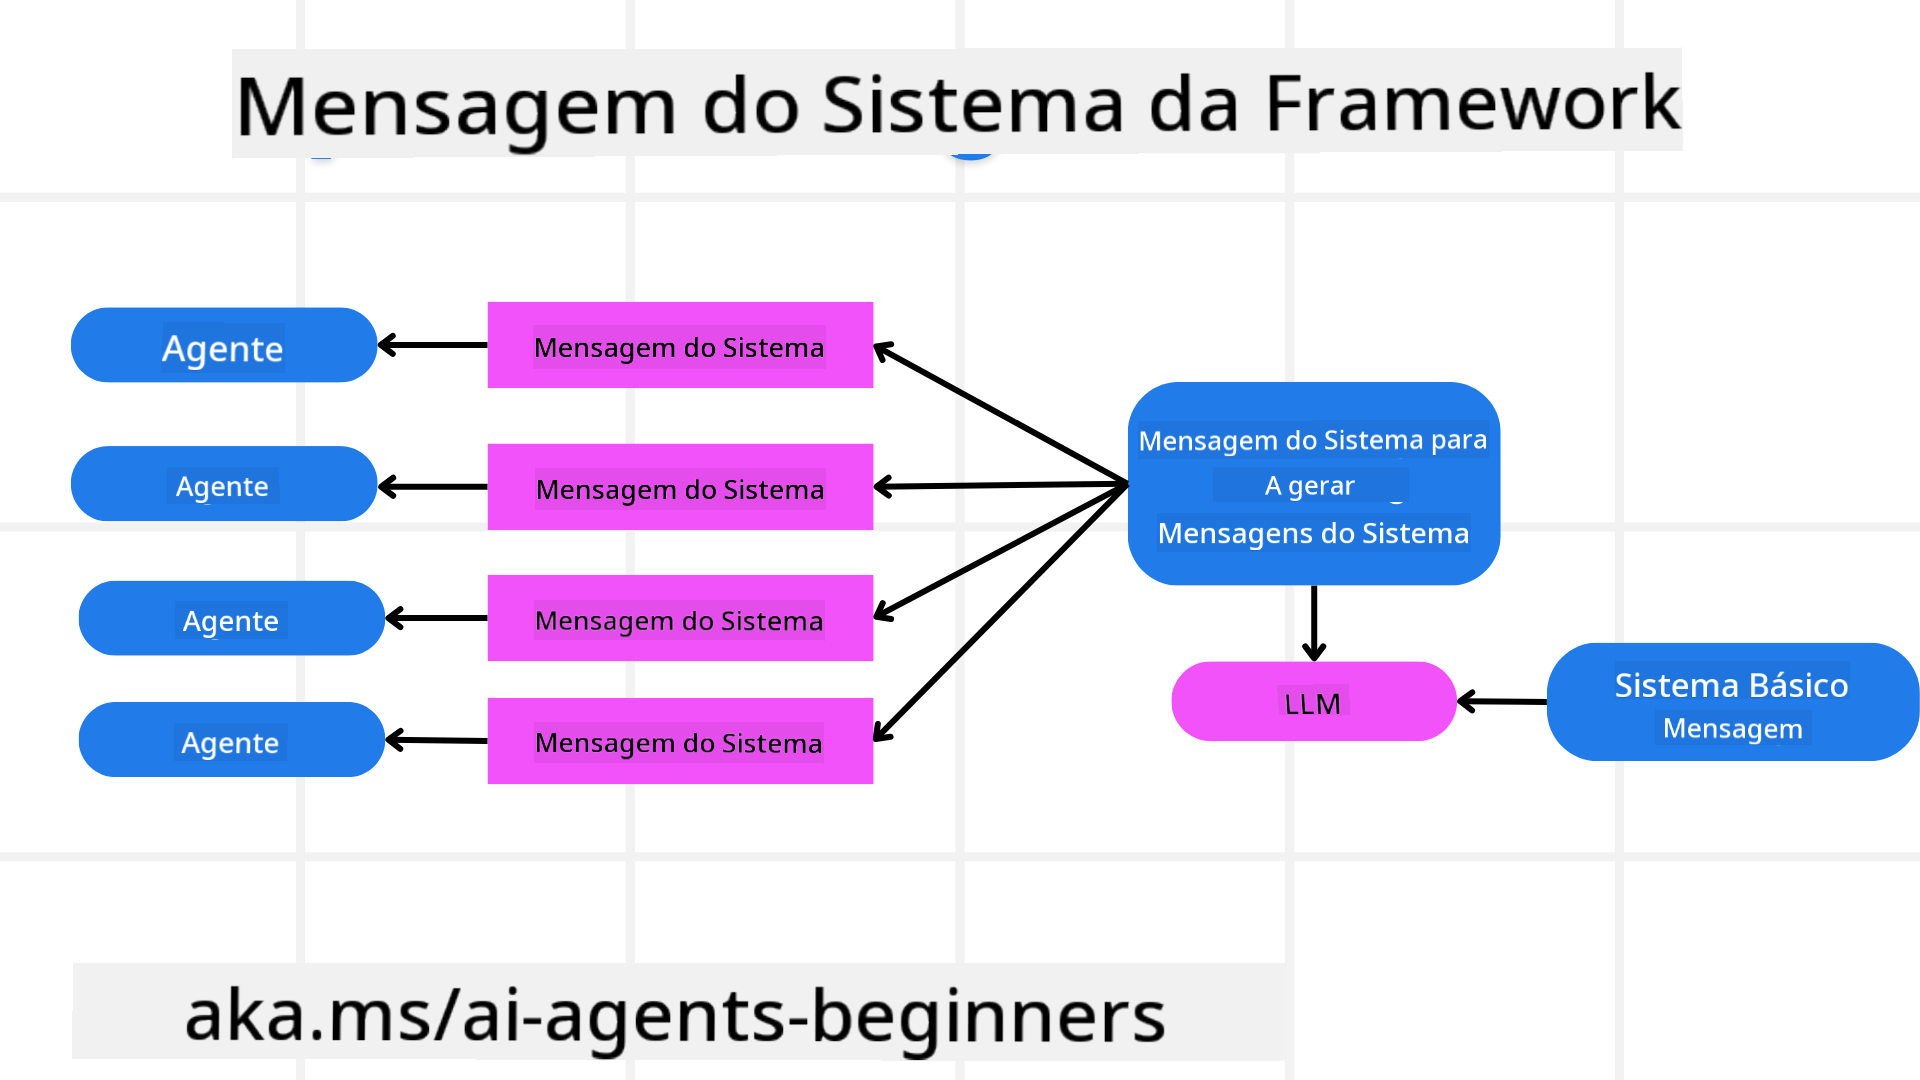 Mensagem do Sistema da Framework
Agente
Mensagem do Sistema
Agente
Mensagem do Sistema
Agente
Mensagem do Sistema
Agente
Mensagem do Sistema
Mensagem do Sistema para
A gerar
Mensagens do Sistema
LLM
Sistema Básico
Mensagem
aka.ms/ai-agents-beginners